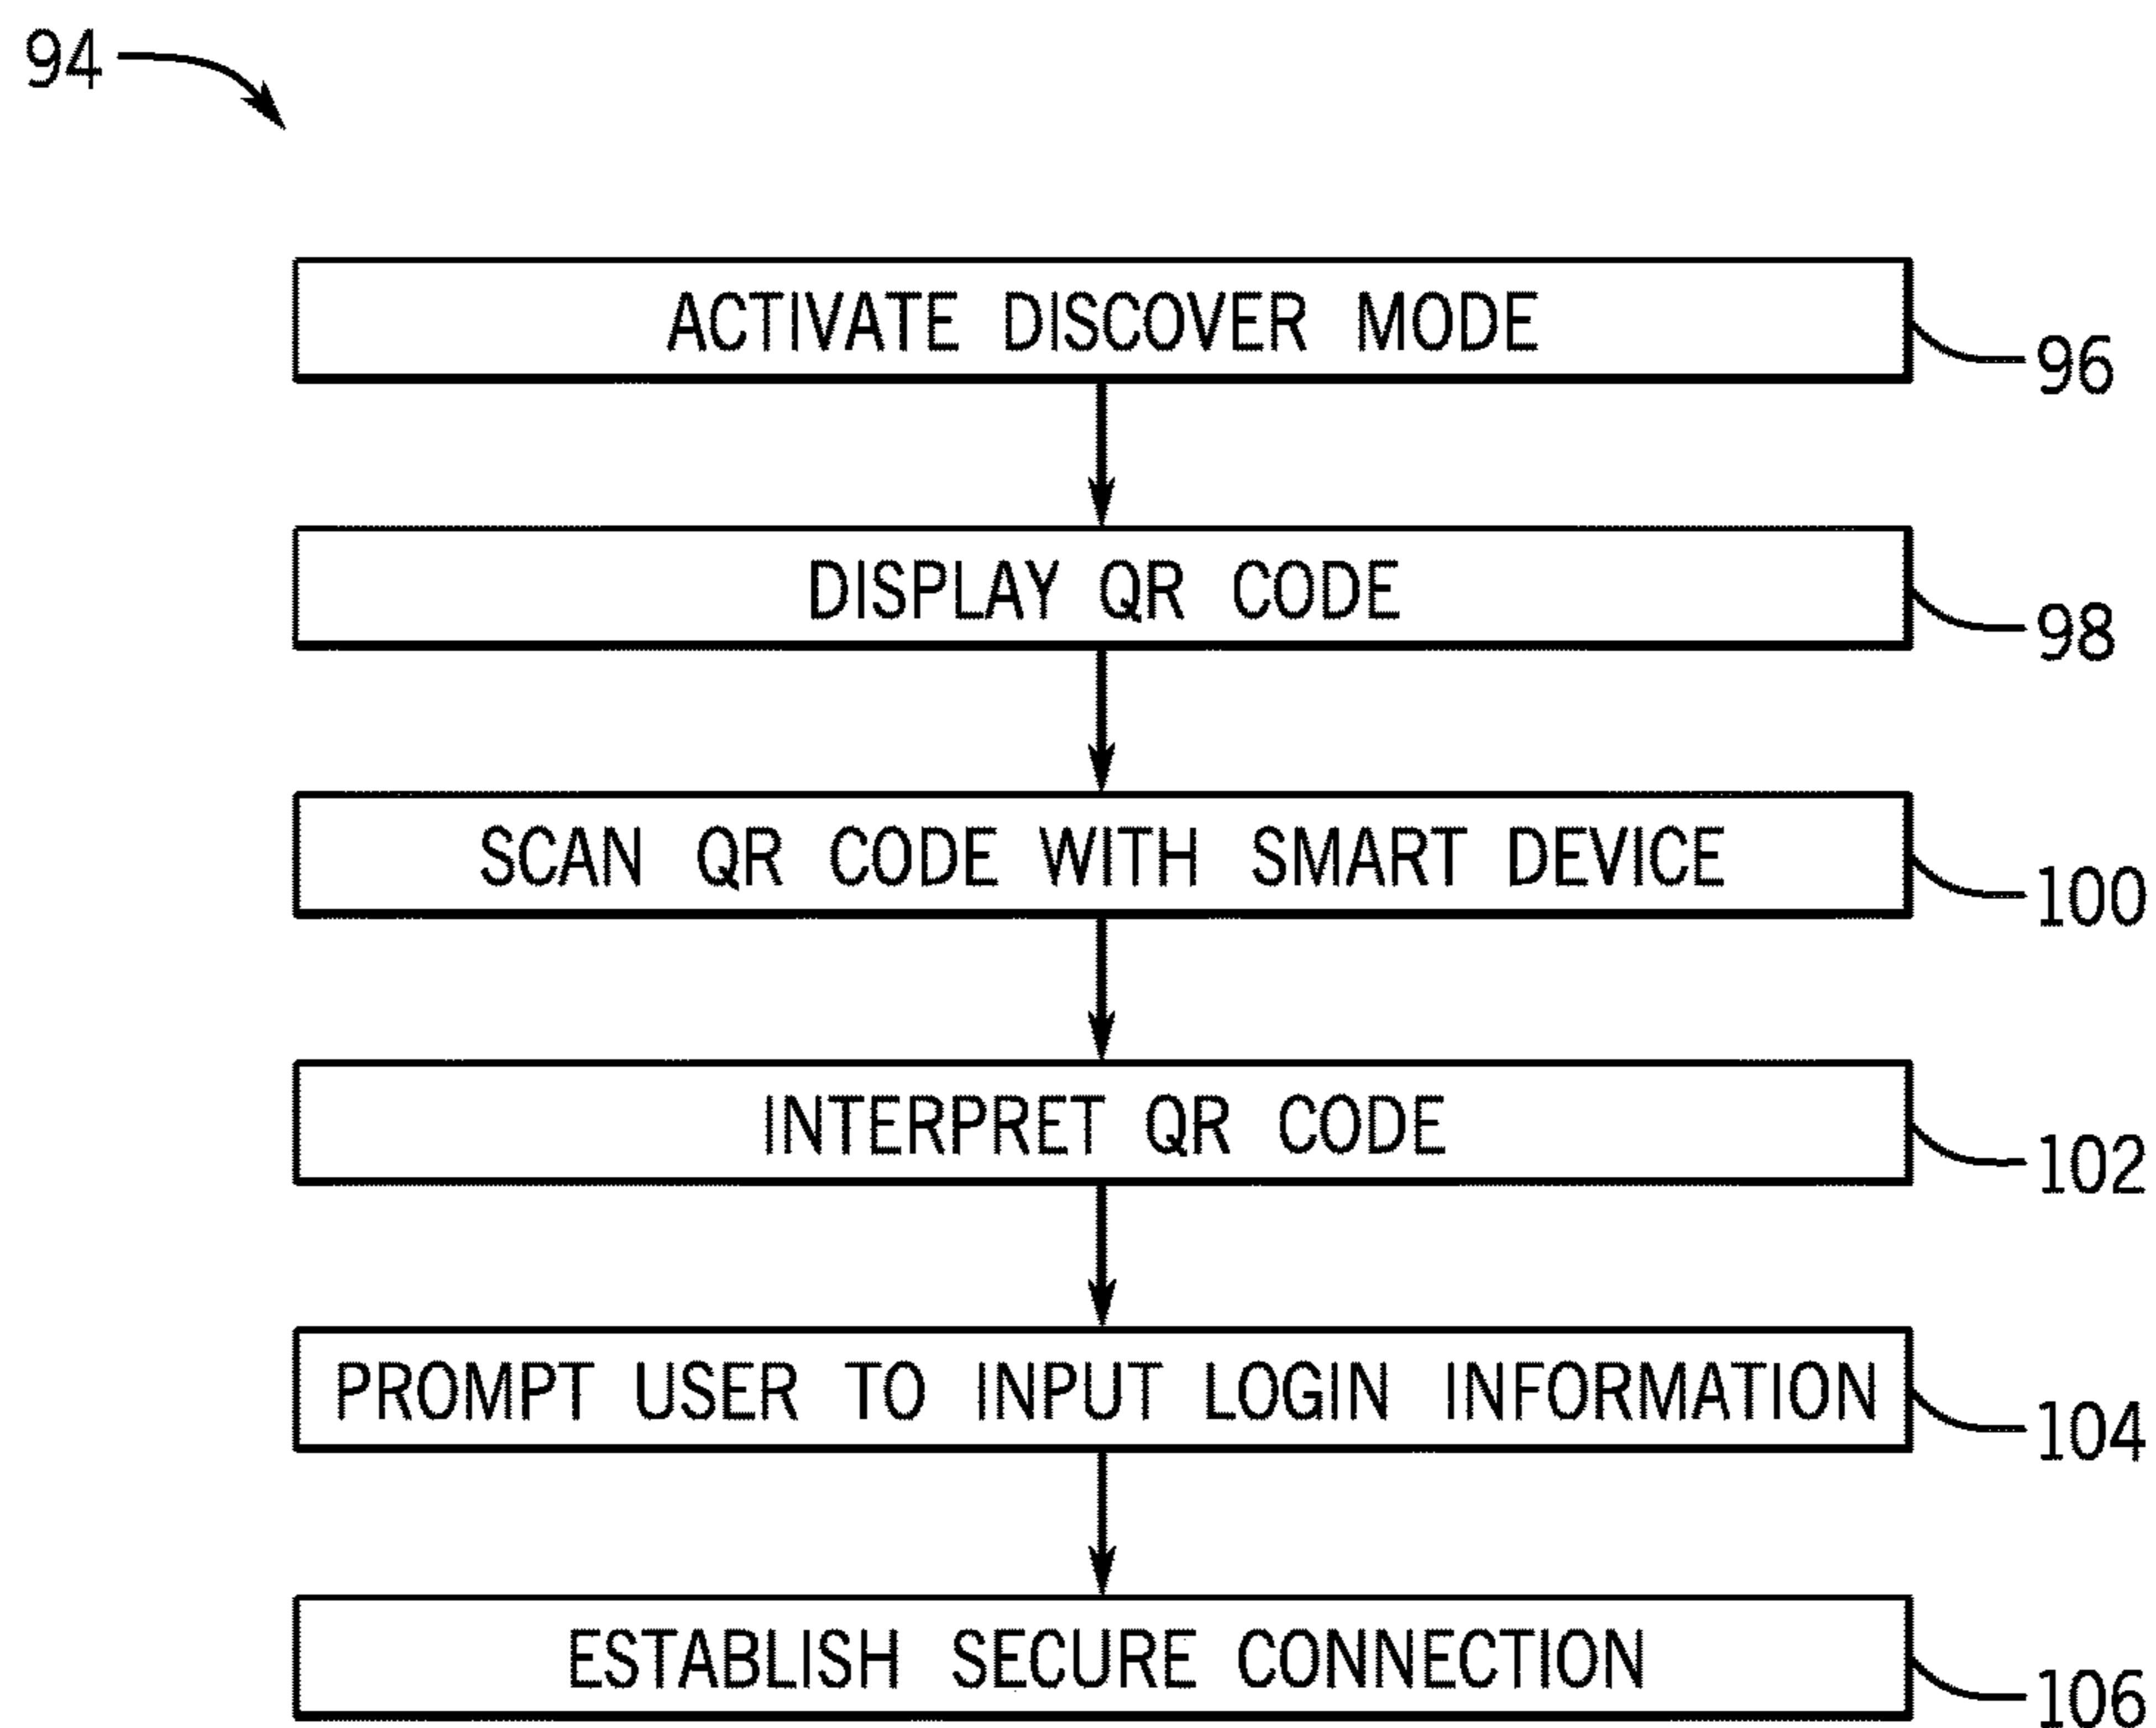 94
ACTIVATE DISCOVER MODE
96
DISPLAY QR CODE
98
SCAN QR CODE WITH SMART DEVICE
100
INTERPRET QR CODE
102
PROMPT USER TO INPUT LOGIN INFORMATION
104
ESTABLISH SECURE CONNECTION
106